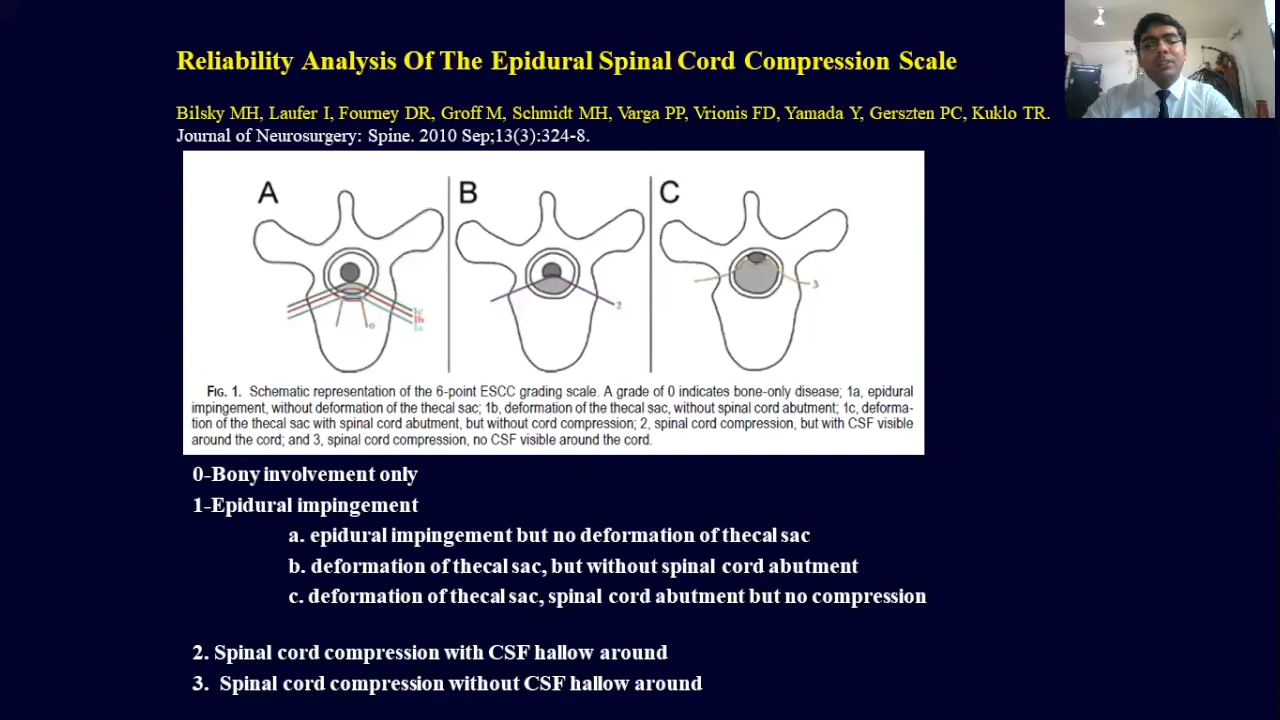 Reliability Analysis Of The Epidural Spinal Cord Compression Scale
Bilsky MH, Laufer I, Fourney DR, Groff M, Schmidt MH, Varga PP, Vrionis FD, Yamada Y, Gerszten PC, Kuklo TR.
Journal of Neurosurgery: Spine. 2010 Sep;13(3):324-8.
A
B
C
0
1c
1b
1a
2
3
FIG. 1. Schematic representation of the 6-point ESCC grading scale. A grade of 0 indicates bone-only disease; 1a, epidural
impingement, without deformation of the thecal sac; 1b, deformation of the thecal sac, without spinal cord abutment; 1c, deforma-
tion of the thecal sac with spinal cord abutment, but without cord compression; 2, spinal cord compression, but with CSF visible
around the cord; and 3, spinal cord compression, no CSF visible around the cord.
0-Bony involvement only
1-Epidural impingement
a. epidural impingement but no deformation of thecal sac
b. deformation of thecal sac, but without spinal cord abutment
c. deformation of thecal sac, spinal cord abutment but no compression
2. Spinal cord compression with CSF hallow around
3. Spinal cord compression without CSF hallow around